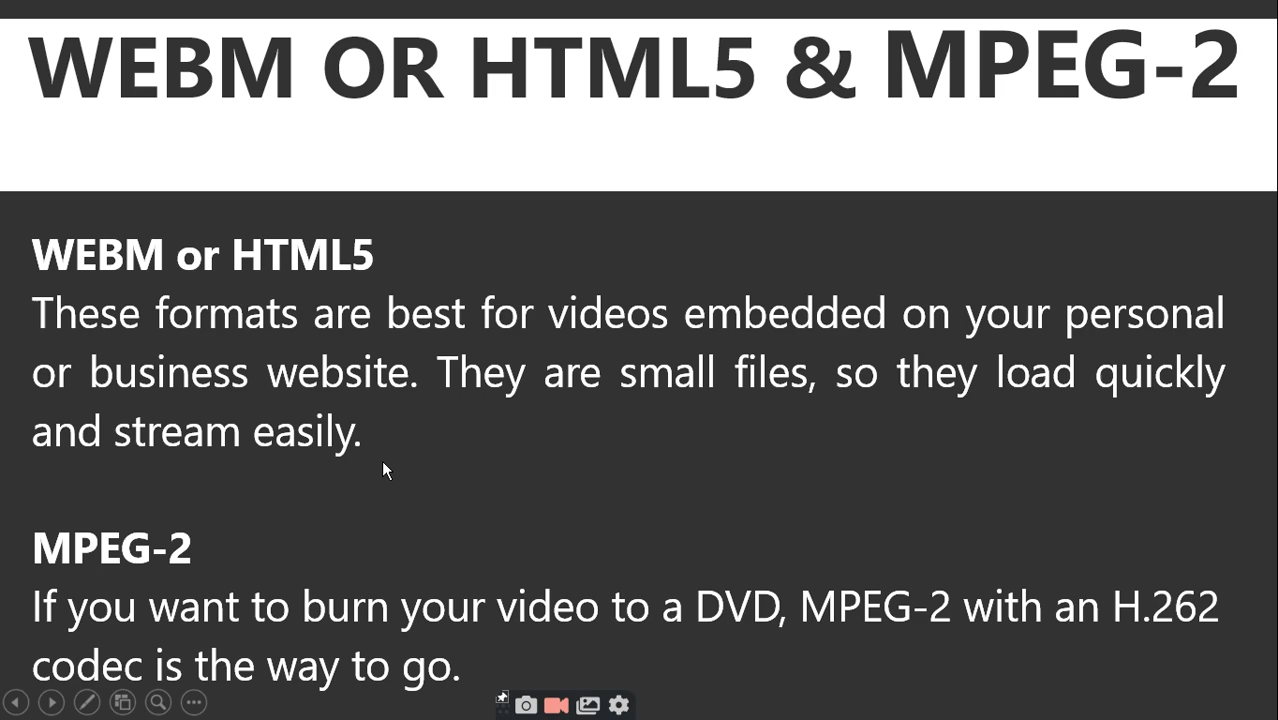 WEBM OR HTML5 & MPEG-2
WEBM or HTML5
These formats are best for videos embedded on your personal
or business website. They are small files, so they load quickly
and stream easily.
MPEG-2
If you want to burn your video to a DVD, MPEG-2 with an H.262
codec is the way to go.